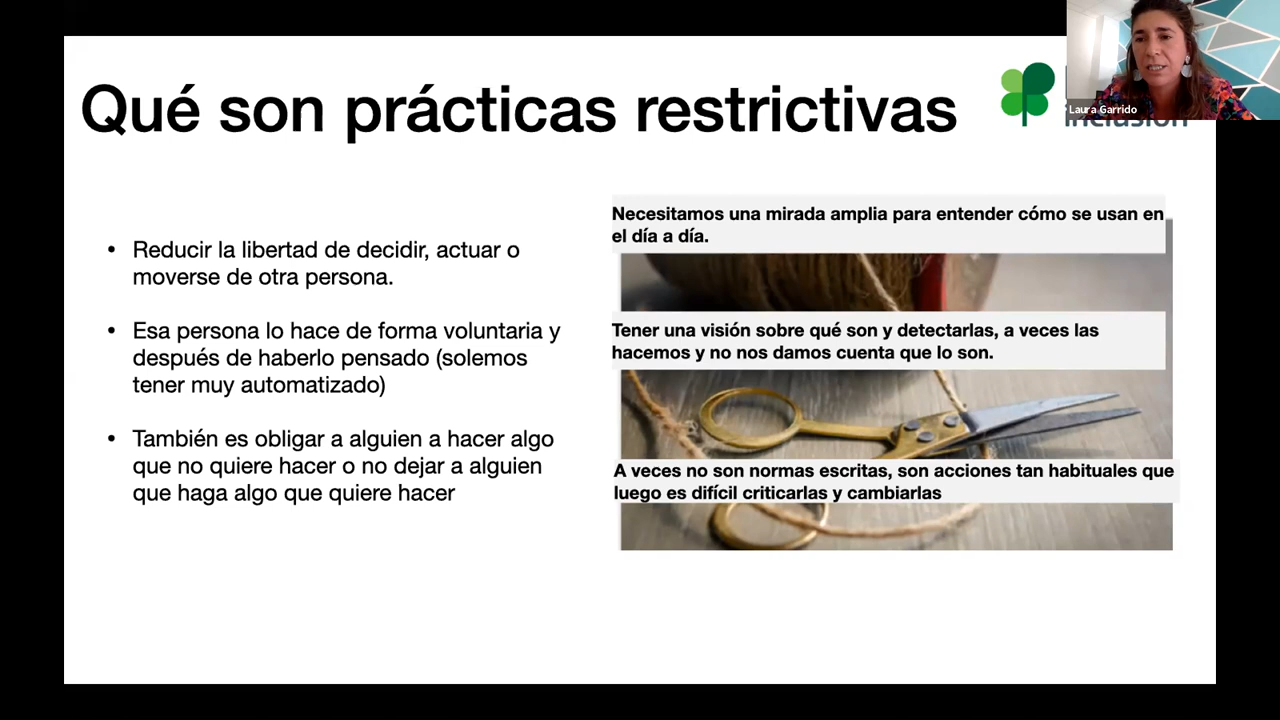 Qué son prácticas restrictivas
Laura Garrido
inclusión
• Reducir la libertad de decidir, actuar o
moverse de otra persona.
• Esa persona lo hace de forma voluntaria y
después de haberlo pensado (solemos
tener muy automatizado)
• También es obligar a alguien a hacer algo
que no quiere hacer o no dejar a alguien
que haga algo que quiere hacer
Necesitamos una mirada amplia para entender cómo se usan en
el día a día.
Tener una visión sobre qué son y detectarlas, a veces las
hacemos y no nos damos cuenta que lo son.
A veces no son normas escritas, son acciones tan habituales que
luego es difícil criticarlas y cambiarlas